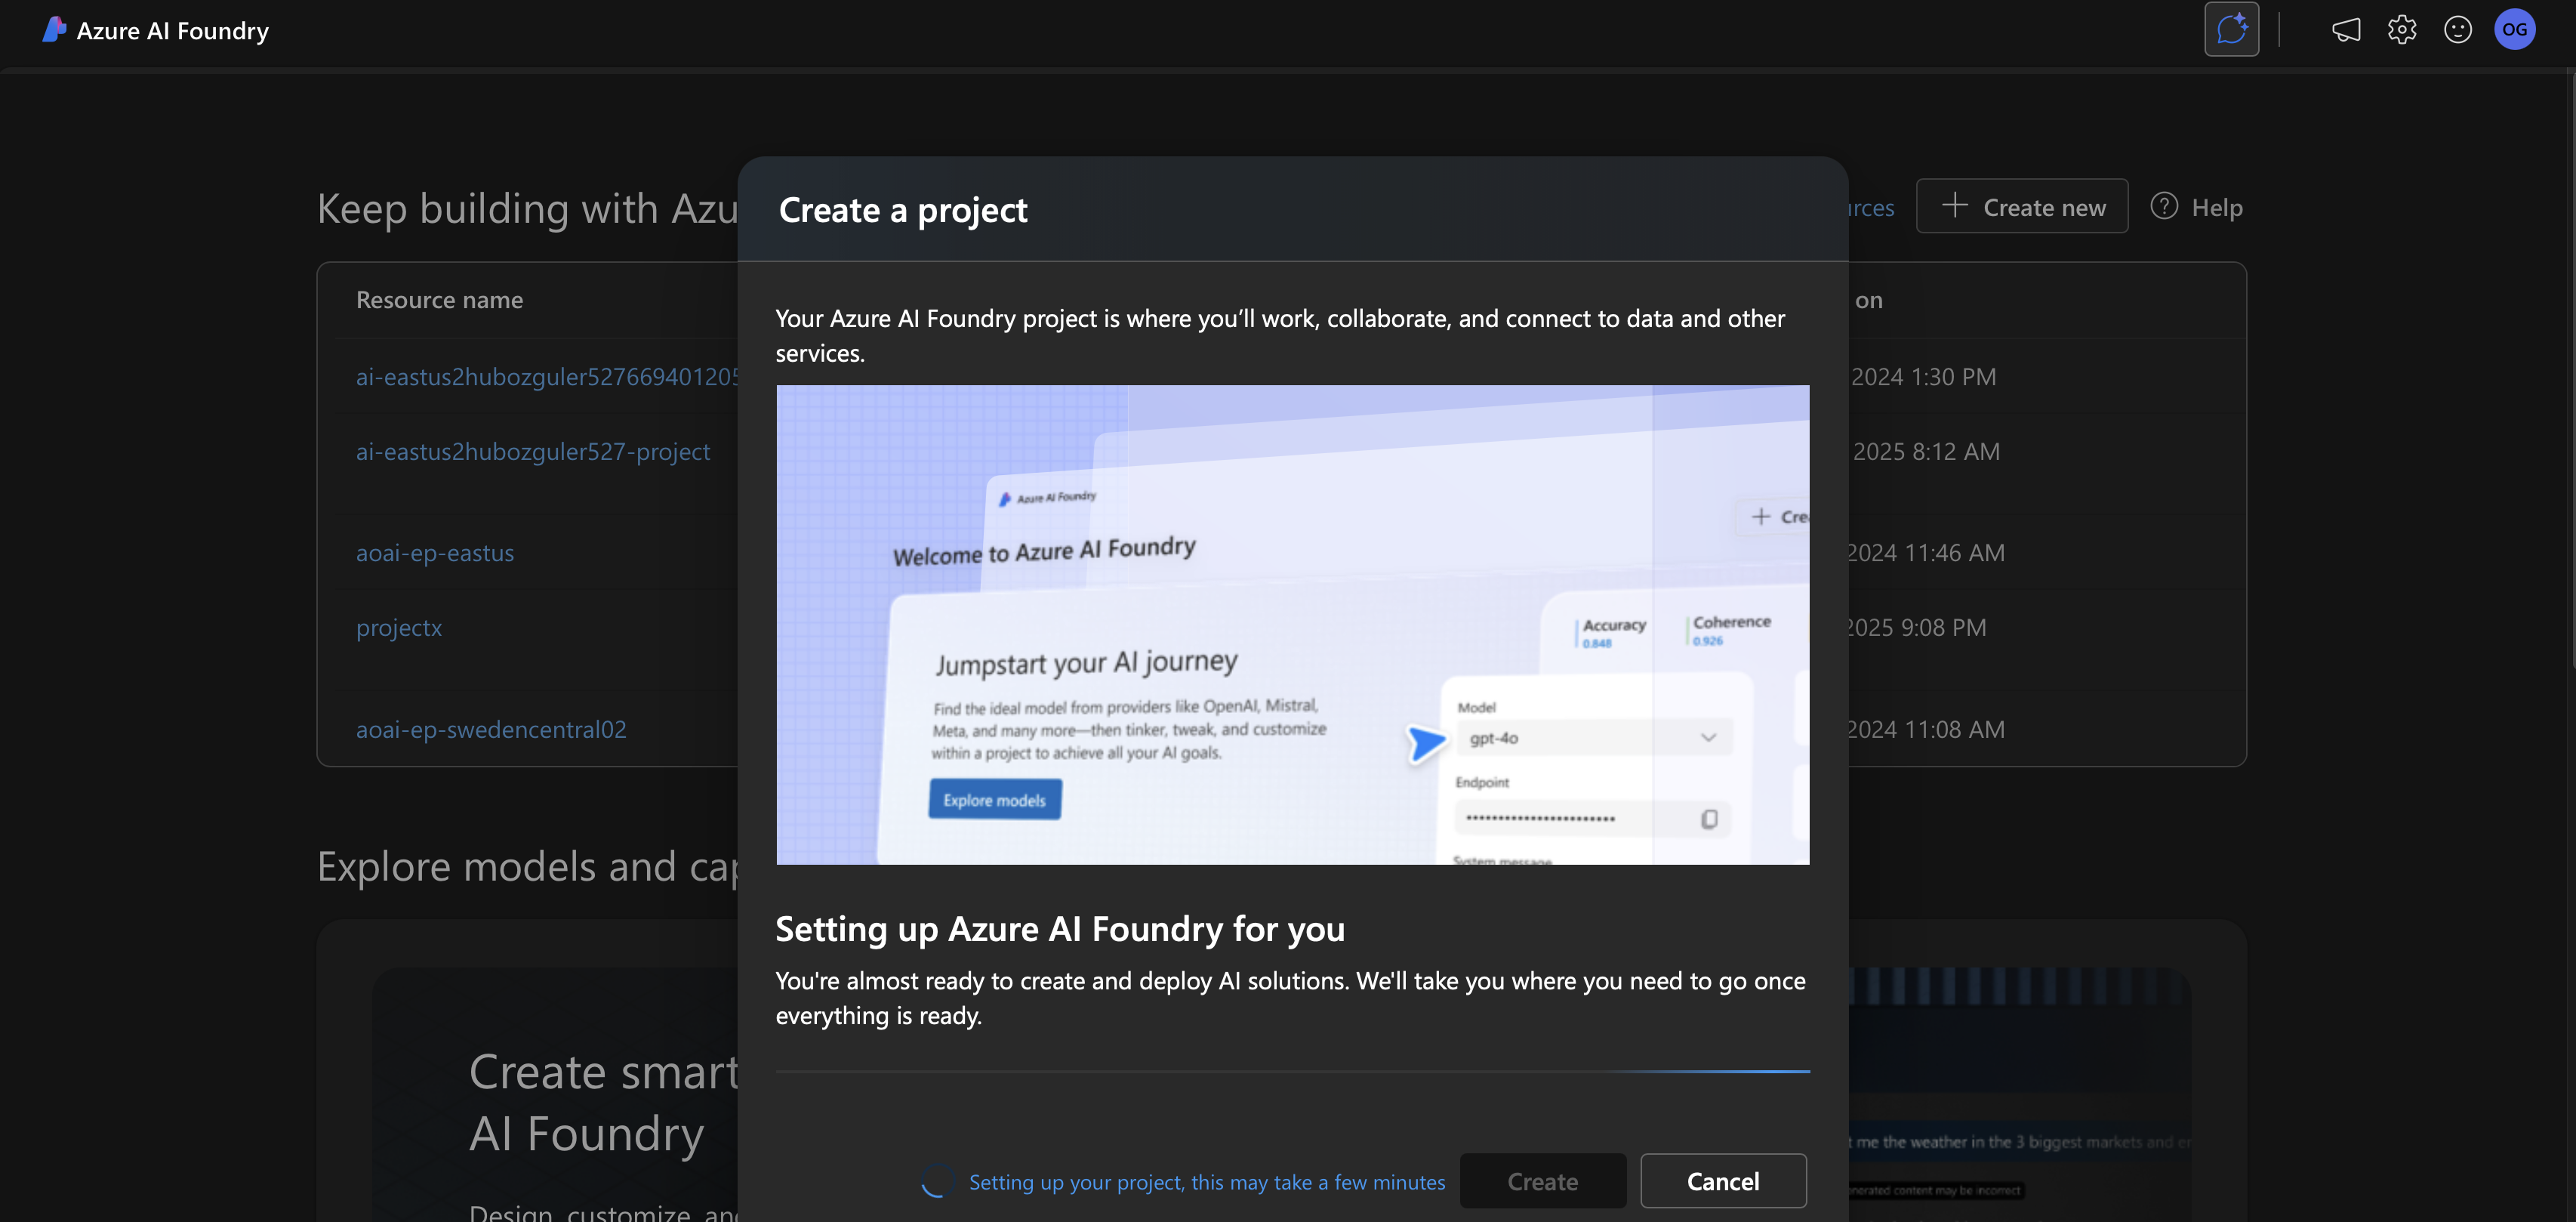 Azure AI Foundry
OG
Keep building with Azu
urces
Create new
Help
Create a project
Resource name
on
Your Azure AI Foundry project is where you’ll work, collaborate, and connect to data and other
services.
ai-eastus2hubozguler527669401205
2024 1:30 PM
ai-eastus2hubozguler527-project
2025 8:12 AM
aoai-ep-eastus
2024 11:46 AM
projectx
2025 9:08 PM
aoai-ep-swedencentral02
2024 11:08 AM
Azure AI Foundry
Cre
Welcome to Azure AI Foundry
Accuracy
0.848
Coherence
0.926
Jumpstart your AI journey
Find the ideal model from providers like OpenAI, Mistral,
Meta, and many more—then tinker, tweak, and customize
within a project to achieve all your AI goals.
Explore models
Model
gpt-4o
Endpoint
••••••••••••••••••••••••
System message
Explore models and cap
Setting up Azure AI Foundry for you
You're almost ready to create and deploy AI solutions. We'll take you where you need to go once
everything is ready.
Create smart
AI Foundry
Design, customize, and
t me the weather in the 3 biggest markets and
nerated content may be incorrect
Setting up your project, this may take a few minutes
Create
Cancel